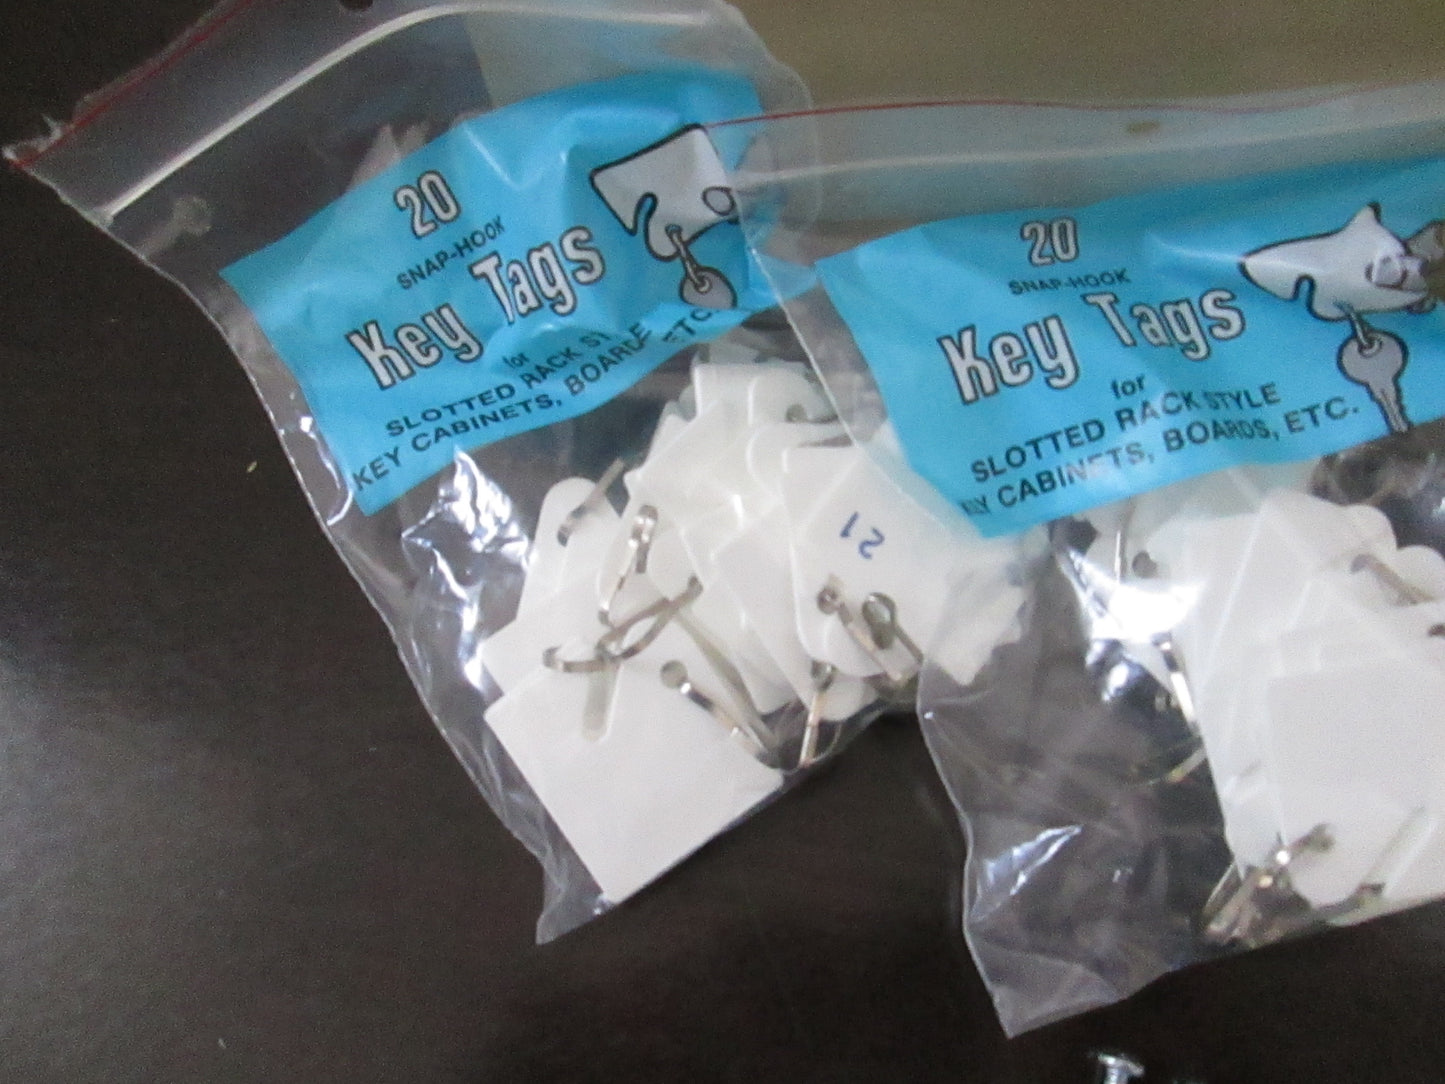 20
SNAP-HOOK
Key Tags
for
SLOTTED RACK ST
KEY CABINETS, BOARDS ETC.
21
20
SNAP-HOOK
Key Tags
for
SLOTTED RACK STYLE
KEY CABINETS, BOARDS, ETC.